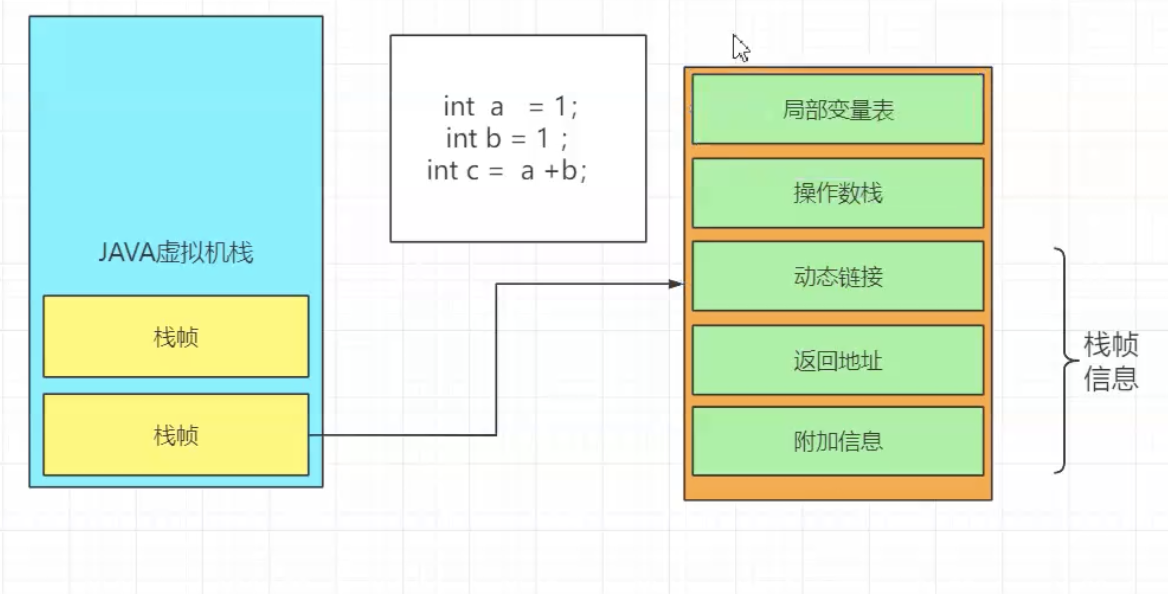 JAVA虚拟机栈
栈帧
栈帧
int a = 1;
int b = 1 ;
int c = a +b;
局部变量表
操作数栈
动态链接
返回地址
附加信息
栈帧
信息